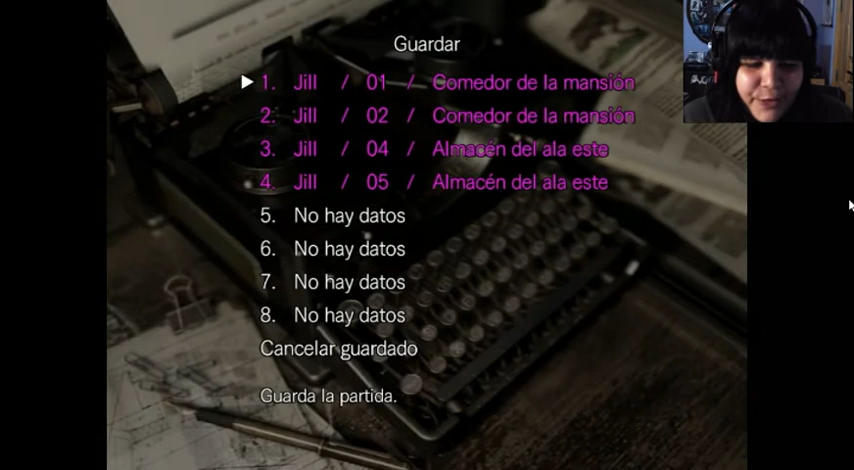 Guardar
1. Jill / 01 / Comedor de la mansión
2. Jill / 02 / Comedor de la mansión
3. Jill / 04 / Almacén del ala este
4. Jill / 05 / Almacén del ala este
5. No hay datos
6. No hay datos
7. No hay datos
8. No hay datos
Cancelar guardado
Guarda la partida.